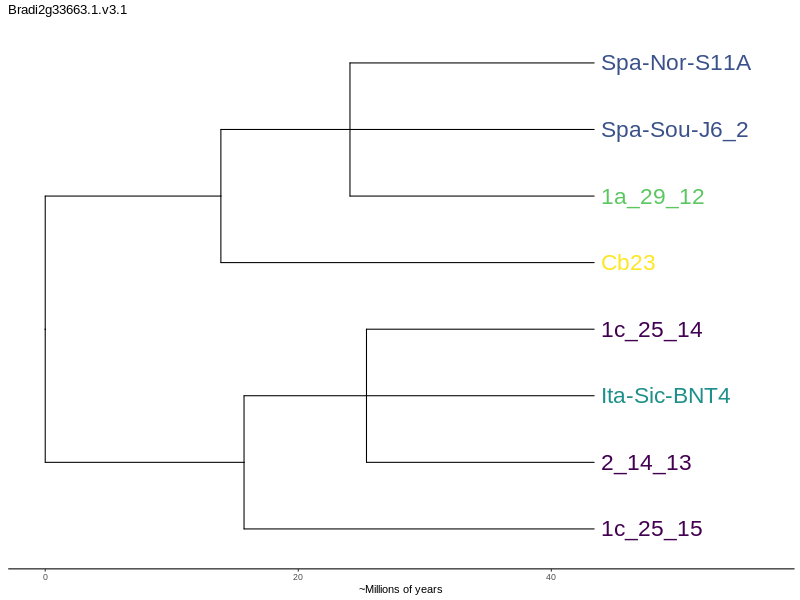 Bradi2g33663.1.v3.1
Spa-Nor-S11A
Spa-Sou-J6_2
1a_29_12
Cb23
1c_25_14
Ita-Sic-BNT4
2_14_13
1c_25_15
0 20 40
~Millions of years